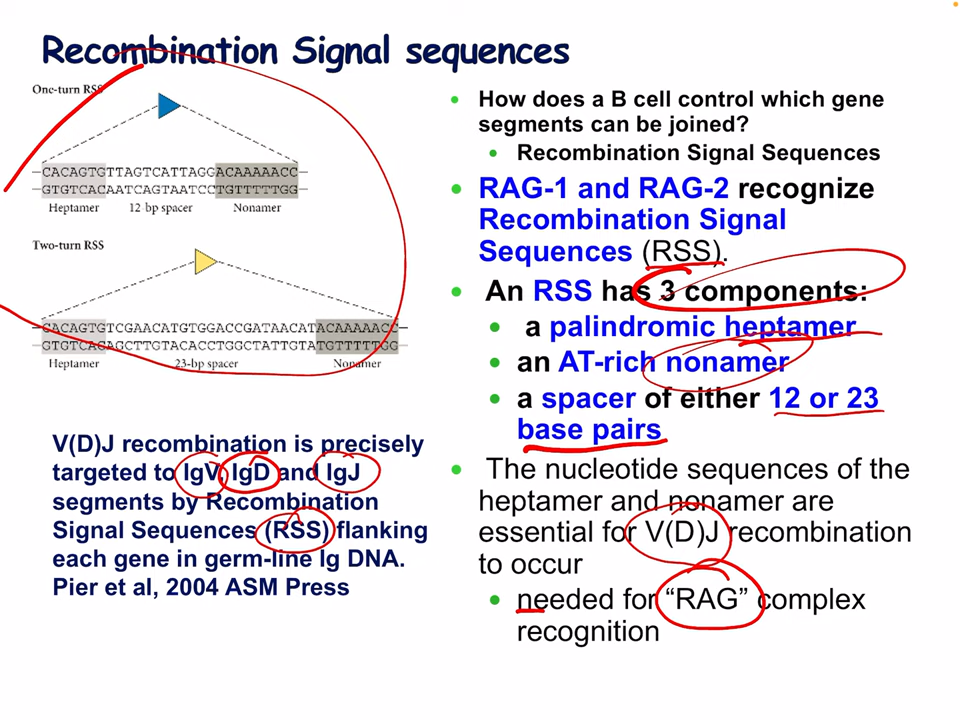 Recombination Signal sequences
One-turn RSS
CACAGTGTTAGTCATTAGGACAAAAACC
GTGTCACAATCAGTAATCCTGTTTTTGG
Heptamer 12-bp spacer Nonamer
Two-turn RSS
CACAGTGTCGAACATGTGGACCGATAACATACAAAAACC
GTGTCACAGCTTGTACACCTGGCTATTGTATGTTTTTGG
Heptamer 23-bp spacer Nonamer
V(D)J recombination is precisely
targeted to IgV, IgD and IgJ
segments by Recombination
Signal Sequences (RSS) flanking
each gene in germ-line Ig DNA.
Pier et al, 2004 ASM Press
• How does a B cell control which gene
segments can be joined?
• Recombination Signal Sequences
• RAG-1 and RAG-2 recognize
Recombination Signal
Sequences (RSS).
• An RSS has 3 components:
• a palindromic heptamer
• an AT-rich nonamer
• a spacer of either 12 or 23
base pairs
• The nucleotide sequences of the
heptamer and nonamer are
essential for V(D)J recombination
to occur
• needed for “RAG” complex
recognition